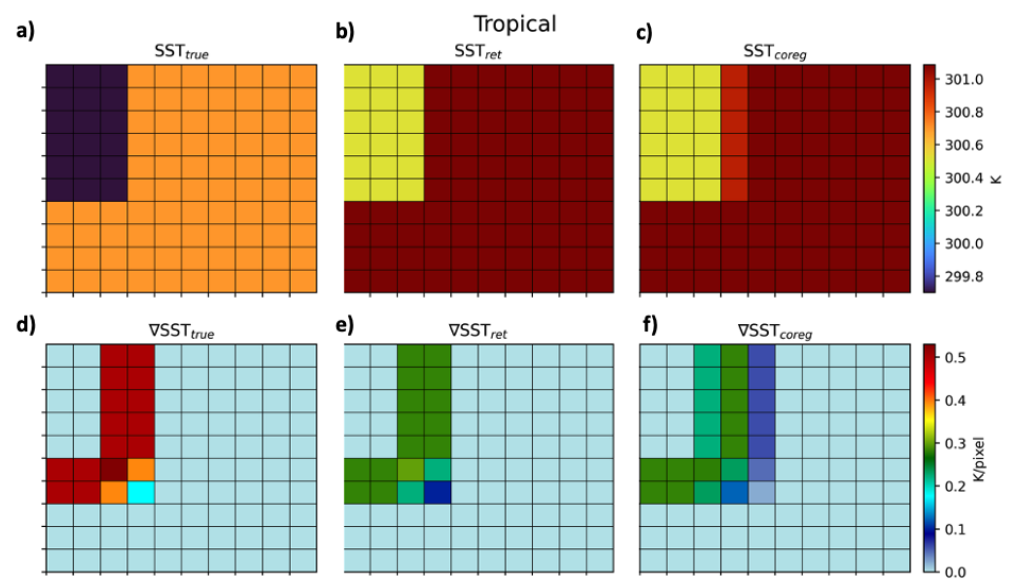 Tropical
a) b) c)
SST_true SST_ret SST_coreg
301.0
300.8
300.6
300.4
300.2
300.0
299.8
K
d) e) f)
∇SST_true ∇SST_ret ∇SST_coreg
0.5
0.4
0.3
0.2
0.1
0.0
K/pixel